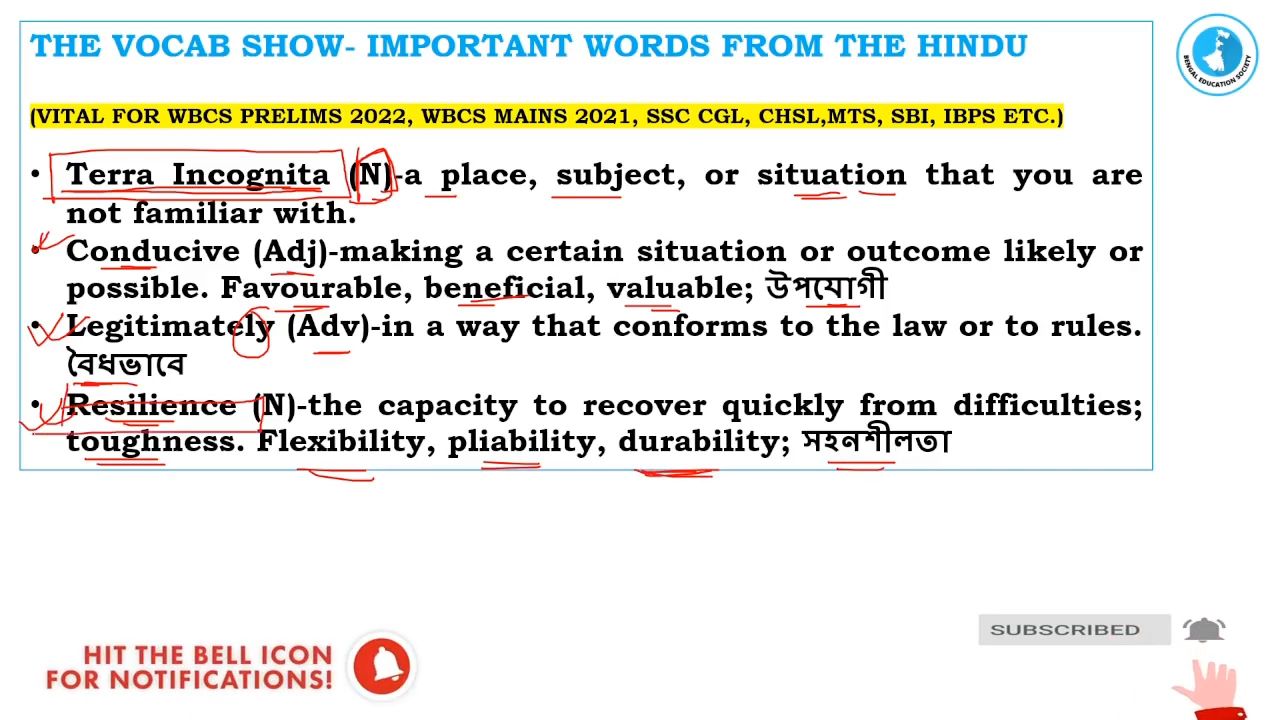 THE VOCAB SHOW- IMPORTANT WORDS FROM THE HINDU
BENGAL EDUCATION SOCIETY
(VITAL FOR WBCS PRELIMS 2022, WBCS MAINS 2021, SSC CGL, CHSL,MTS, SBI, IBPS ETC.)
• Terra Incognita (N)-a place, subject, or situation that you are
not familiar with.
• Conducive (Adj)-making a certain situation or outcome likely or
possible. Favourable, beneficial, valuable; উপযোগী
• Legitimately (Adv)-in a way that conforms to the law or to rules.
বৈধভাবে
• Resilience (N)-the capacity to recover quickly from difficulties;
toughness. Flexibility, pliability, durability; সহনশীলতা
SUBSCRIBED
HIT THE BELL ICON
FOR NOTIFICATIONS!